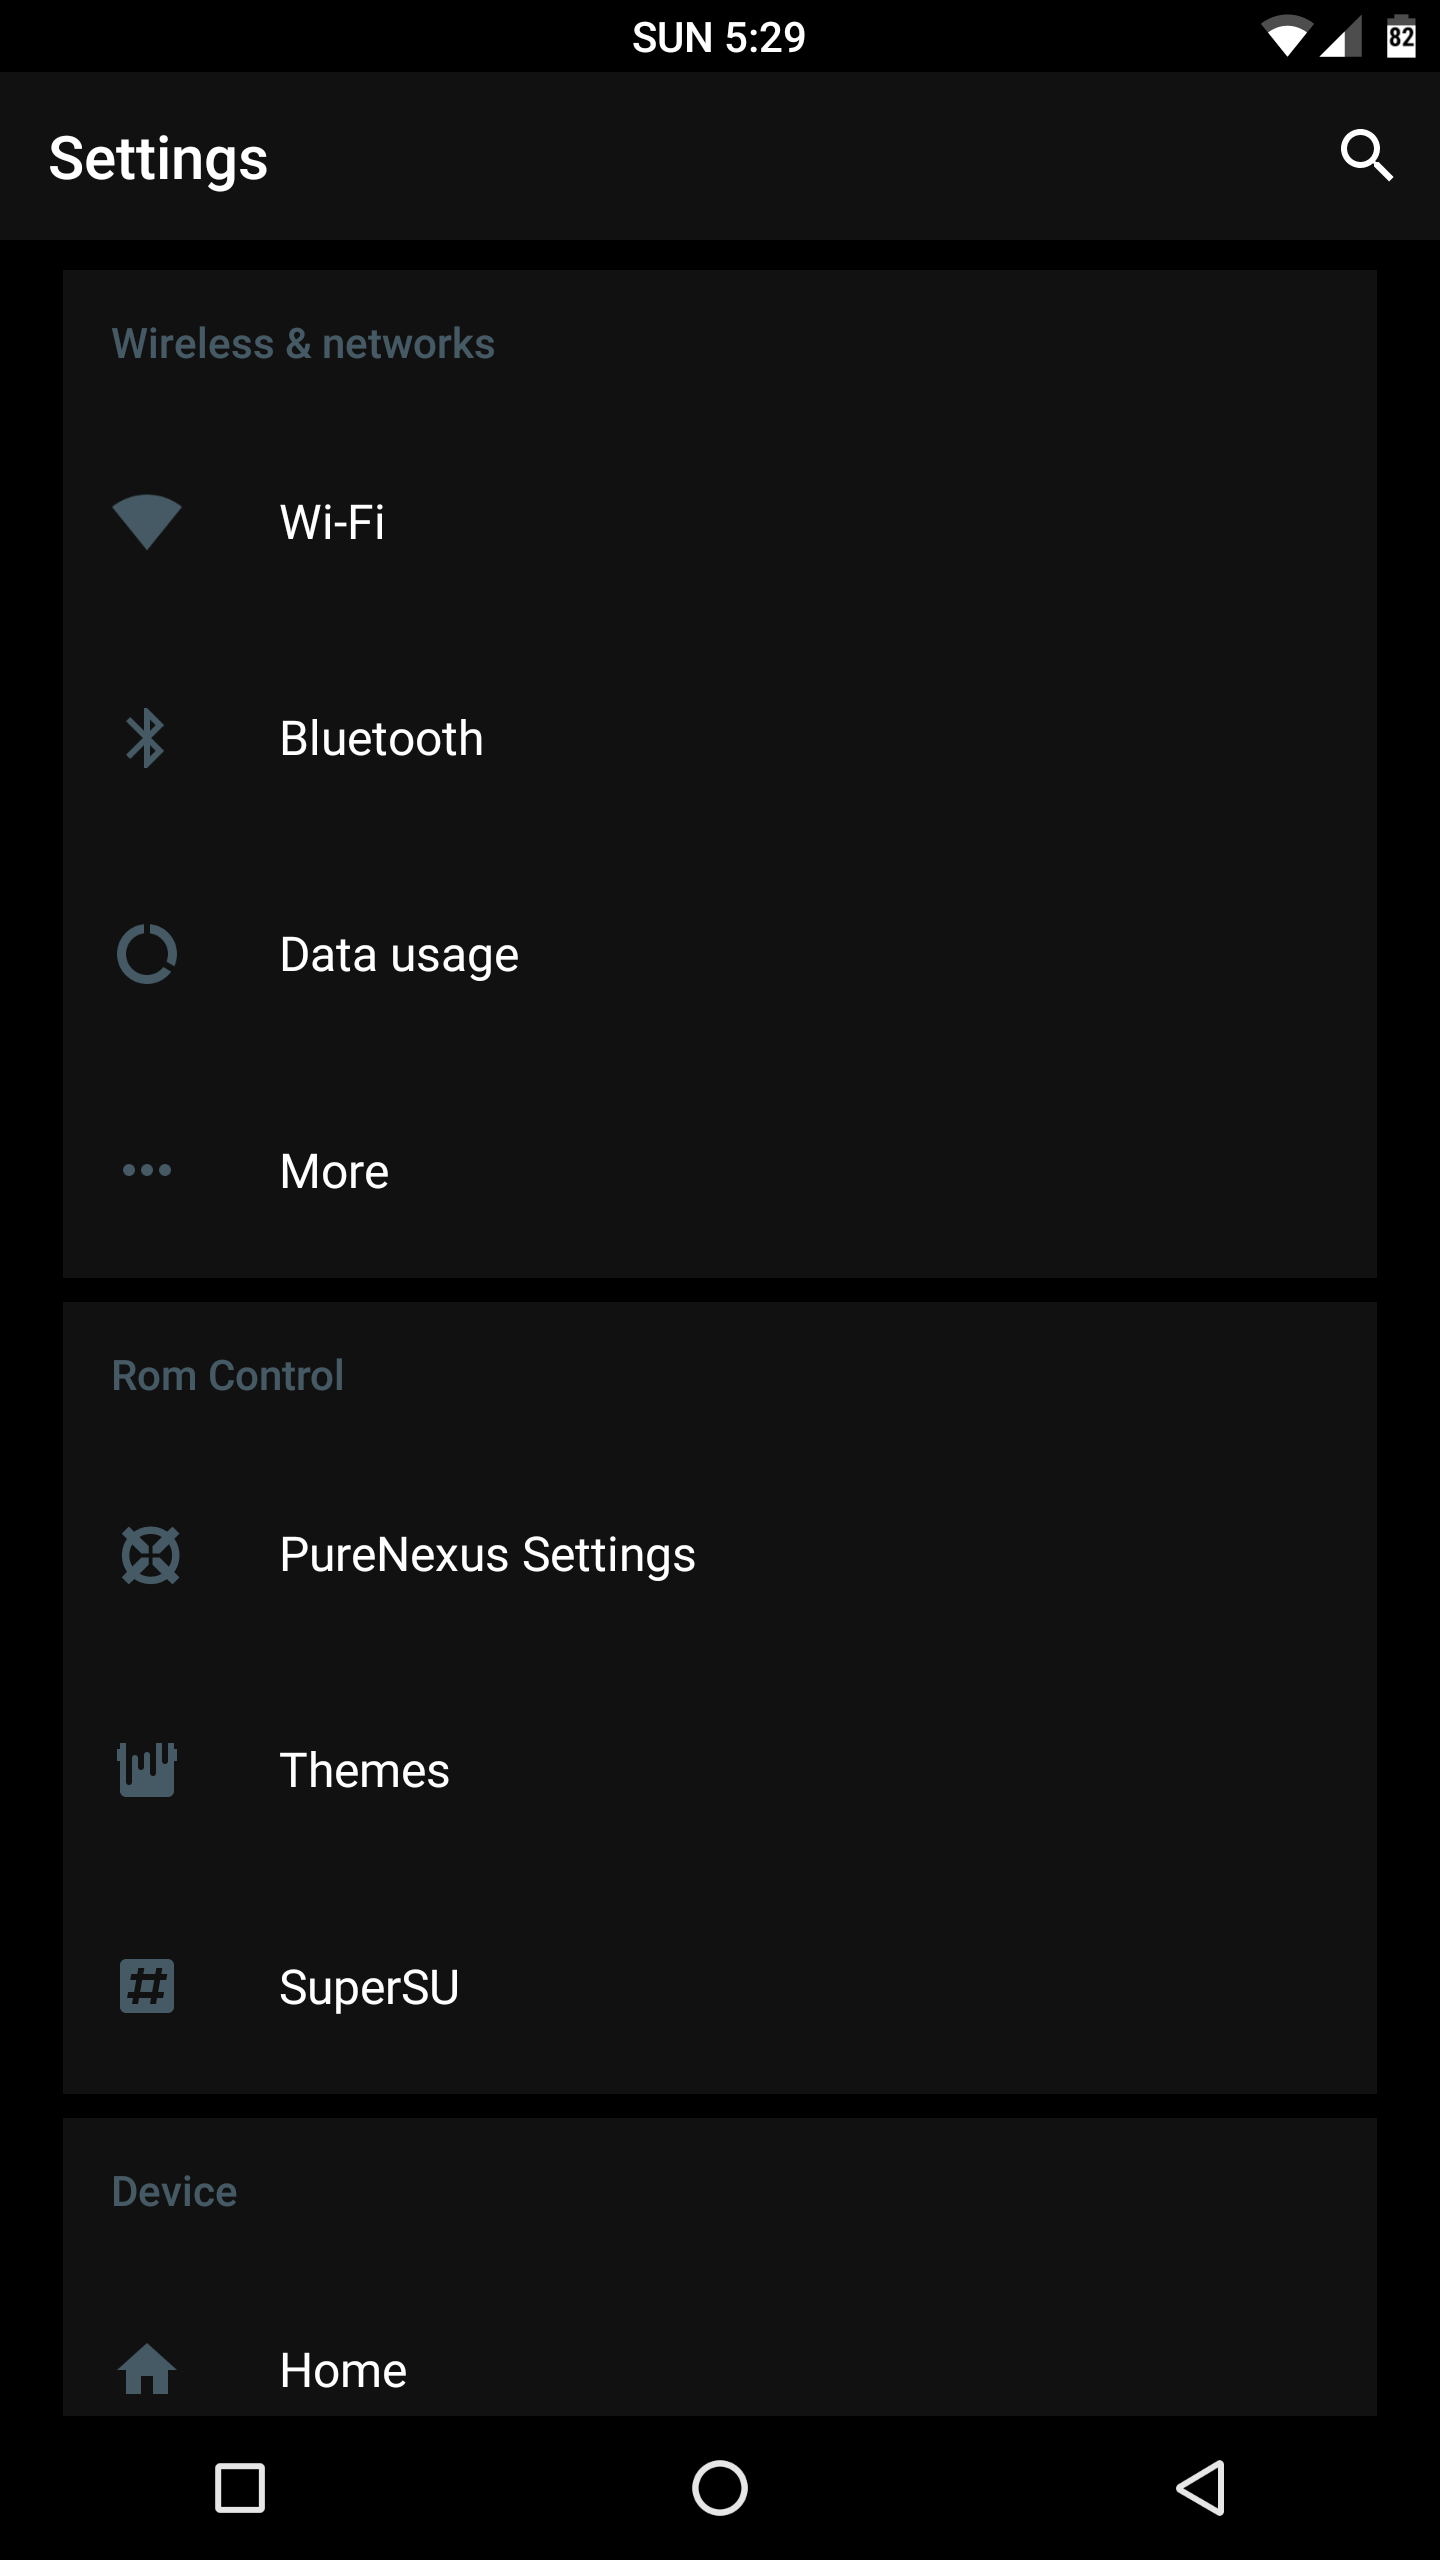 SUN 5:29
82
Settings
Wireless & networks
Wi-Fi
Bluetooth
Data usage
More
Rom Control
PureNexus Settings
Themes
SuperSU
Device
Home